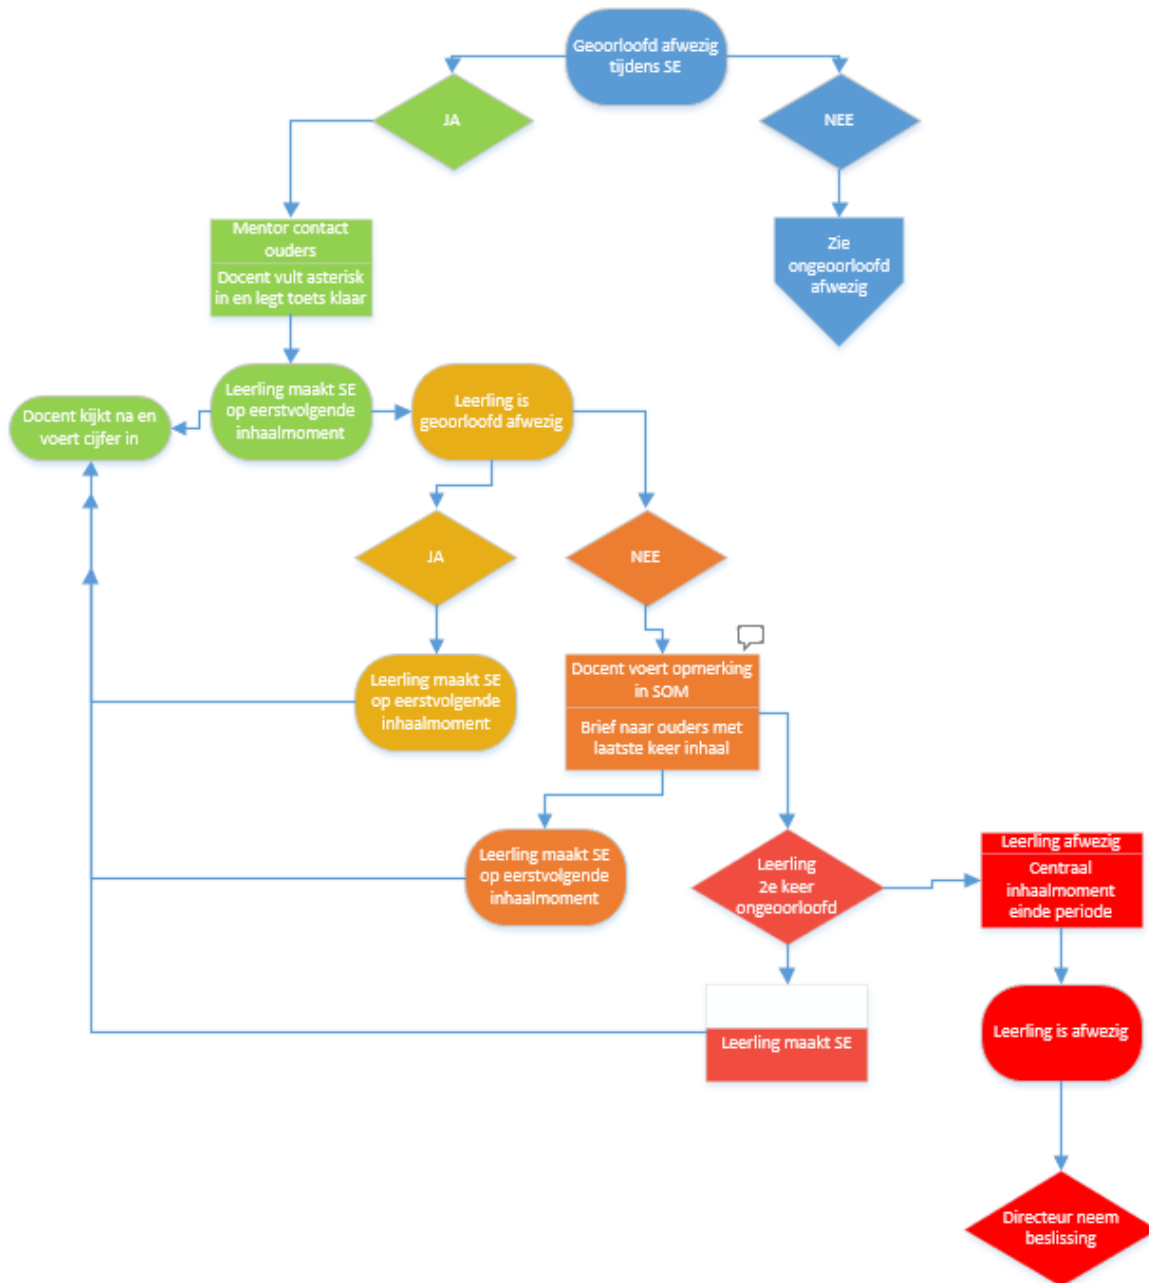 Geoorloofd afwezig
tijdens SE
JA
NEE
Mentor contact
ouders
Docent vult asterisk
in en legt toets klaar
Zie
ongeoorloofd
afwezig
Docent kijkt na en
voert cijfer in
Leerling maakt SE
op eerstvolgende
inhaalmoment
Leerling is
geoorloofd afwezig
JA
NEE
Leerling maakt SE
op eerstvolgende
inhaalmoment
Docent voert opmerking
in SOM
Brief naar ouders met
laatste keer inhaal
Leerling maakt SE
op eerstvolgende
inhaalmoment
Leerling
2e keer
ongeoorloofd
Leerling afwezig
Centraal
inhaalmoment
einde periode
Leerling maakt SE
Leerling is afwezig
Directeur neem
beslissing